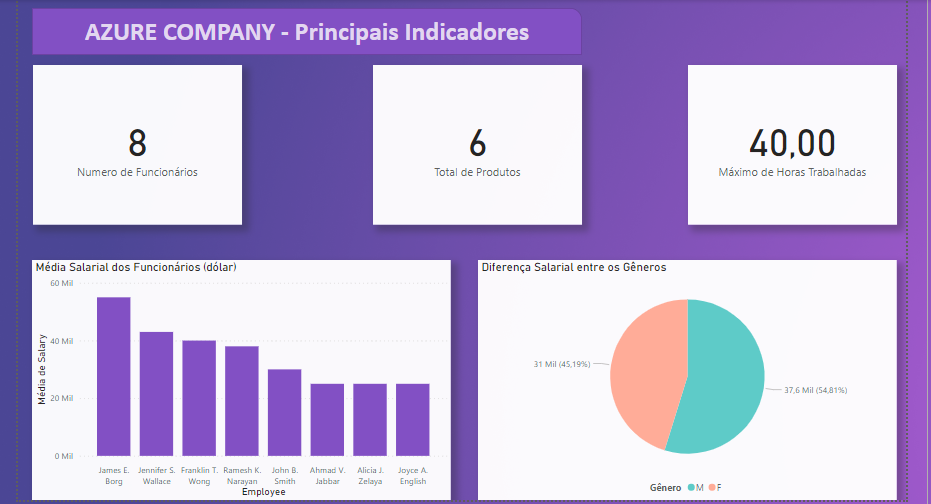 AZURE COMPANY - Principais Indicadores
8
Numero de Funcionários
6
Total de Produtos
40,00
Máximo de Horas Trabalhadas
Média Salarial dos Funcionários (dólar)
60 Mil
40 Mil
20 Mil
0 Mil
Média de Salary
James E.
Borg
Jennifer S.
Wallace
Franklin T.
Wong
Ramesh K.
Narayan
John B.
Smith
Ahmad V.
Jabbar
Alicia J.
Zelaya
Joyce A.
English
Employee
Diferença Salarial entre os Gêneros
31 Mil (45,19%)
37,6 Mil (54,81%)
Gênero M F